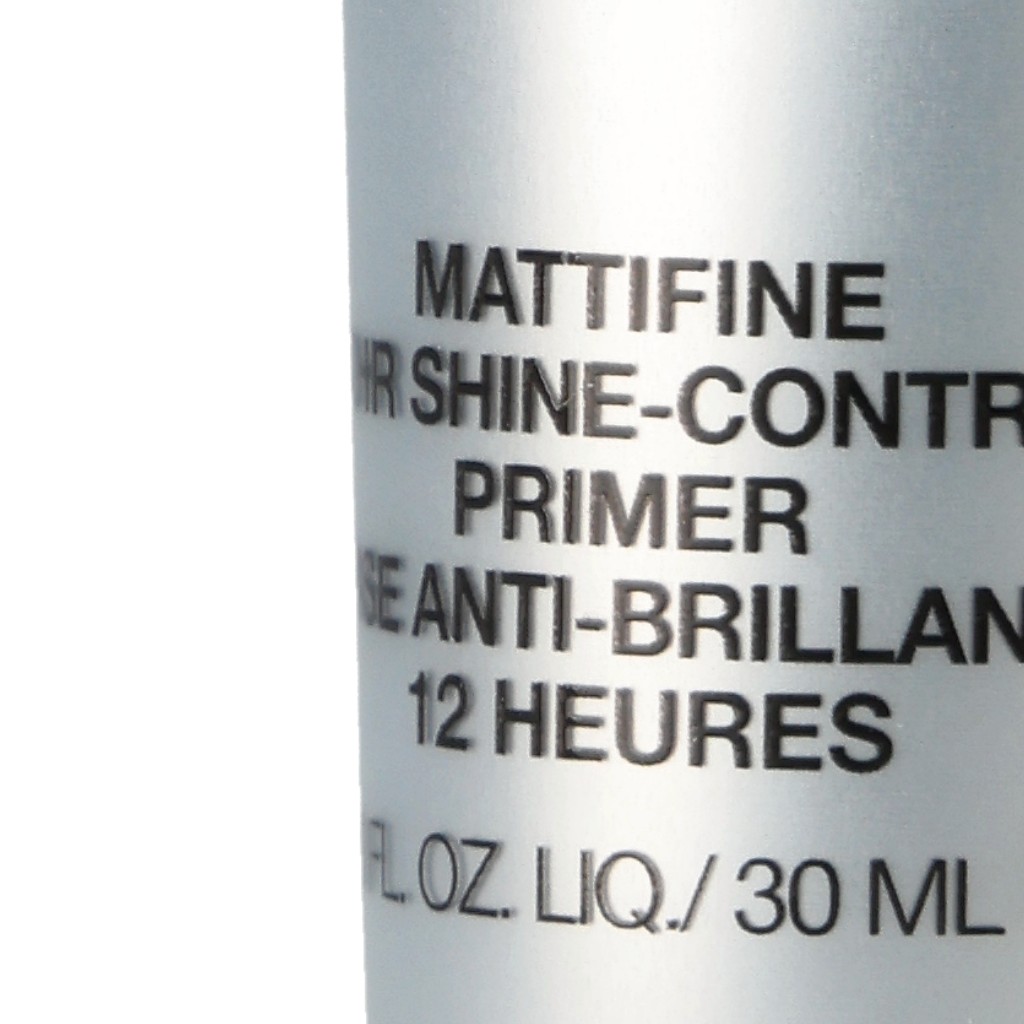 MATTIFINE
HR SHINE-CONTR
PRIMER
SE ANTI-BRILLAN
12 HEURES
FL. OZ. LIQ./ 30 ML